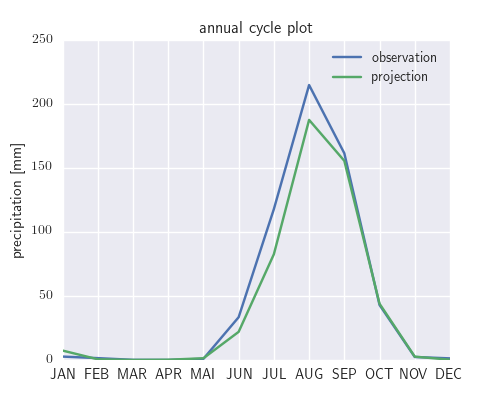 annual cycle plot
250
observation
projection
200
150
precipitation [mm]
100
50
0
JAN FEB MAR APR MAI JUN JUL AUG SEP OCT NOV DEC